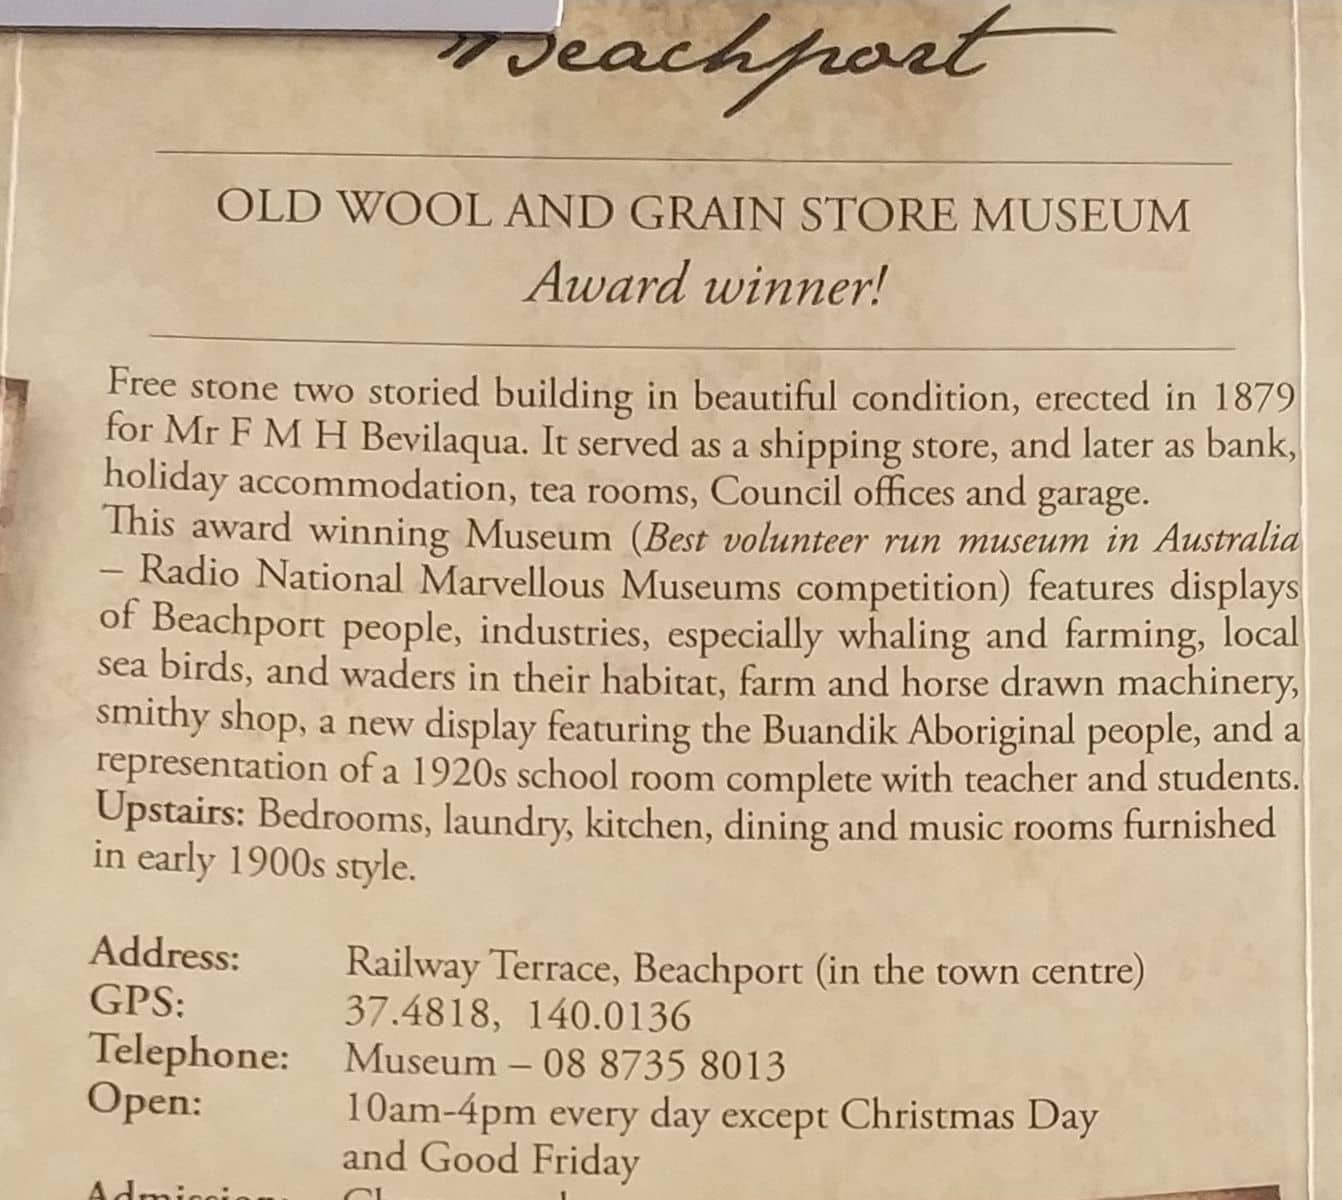 Beachport
OLD WOOL AND GRAIN STORE MUSEUM
Award winner!
Free stone two storied building in beautiful condition, erected in 1879
for Mr F M H Bevilaqua. It served as a shipping store, and later as bank,
holiday accommodation, tea rooms, Council offices and garage.
This award winning Museum (Best volunteer run museum in Australia
– Radio National Marvellous Museums competition) features displays
of Beachport people, industries, especially whaling and farming, local
sea birds, and waders in their habitat, farm and horse drawn machinery,
smithy shop, a new display featuring the Buandik Aboriginal people, and a
representation of a 1920s school room complete with teacher and students.
Upstairs: Bedrooms, laundry, kitchen, dining and music rooms furnished
in early 1900s style.
Address: Railway Terrace, Beachport (in the town centre)
GPS: 37.4818, 140.0136
Telephone: Museum – 08 8735 8013
Open: 10am-4pm every day except Christmas Day
and Good Friday